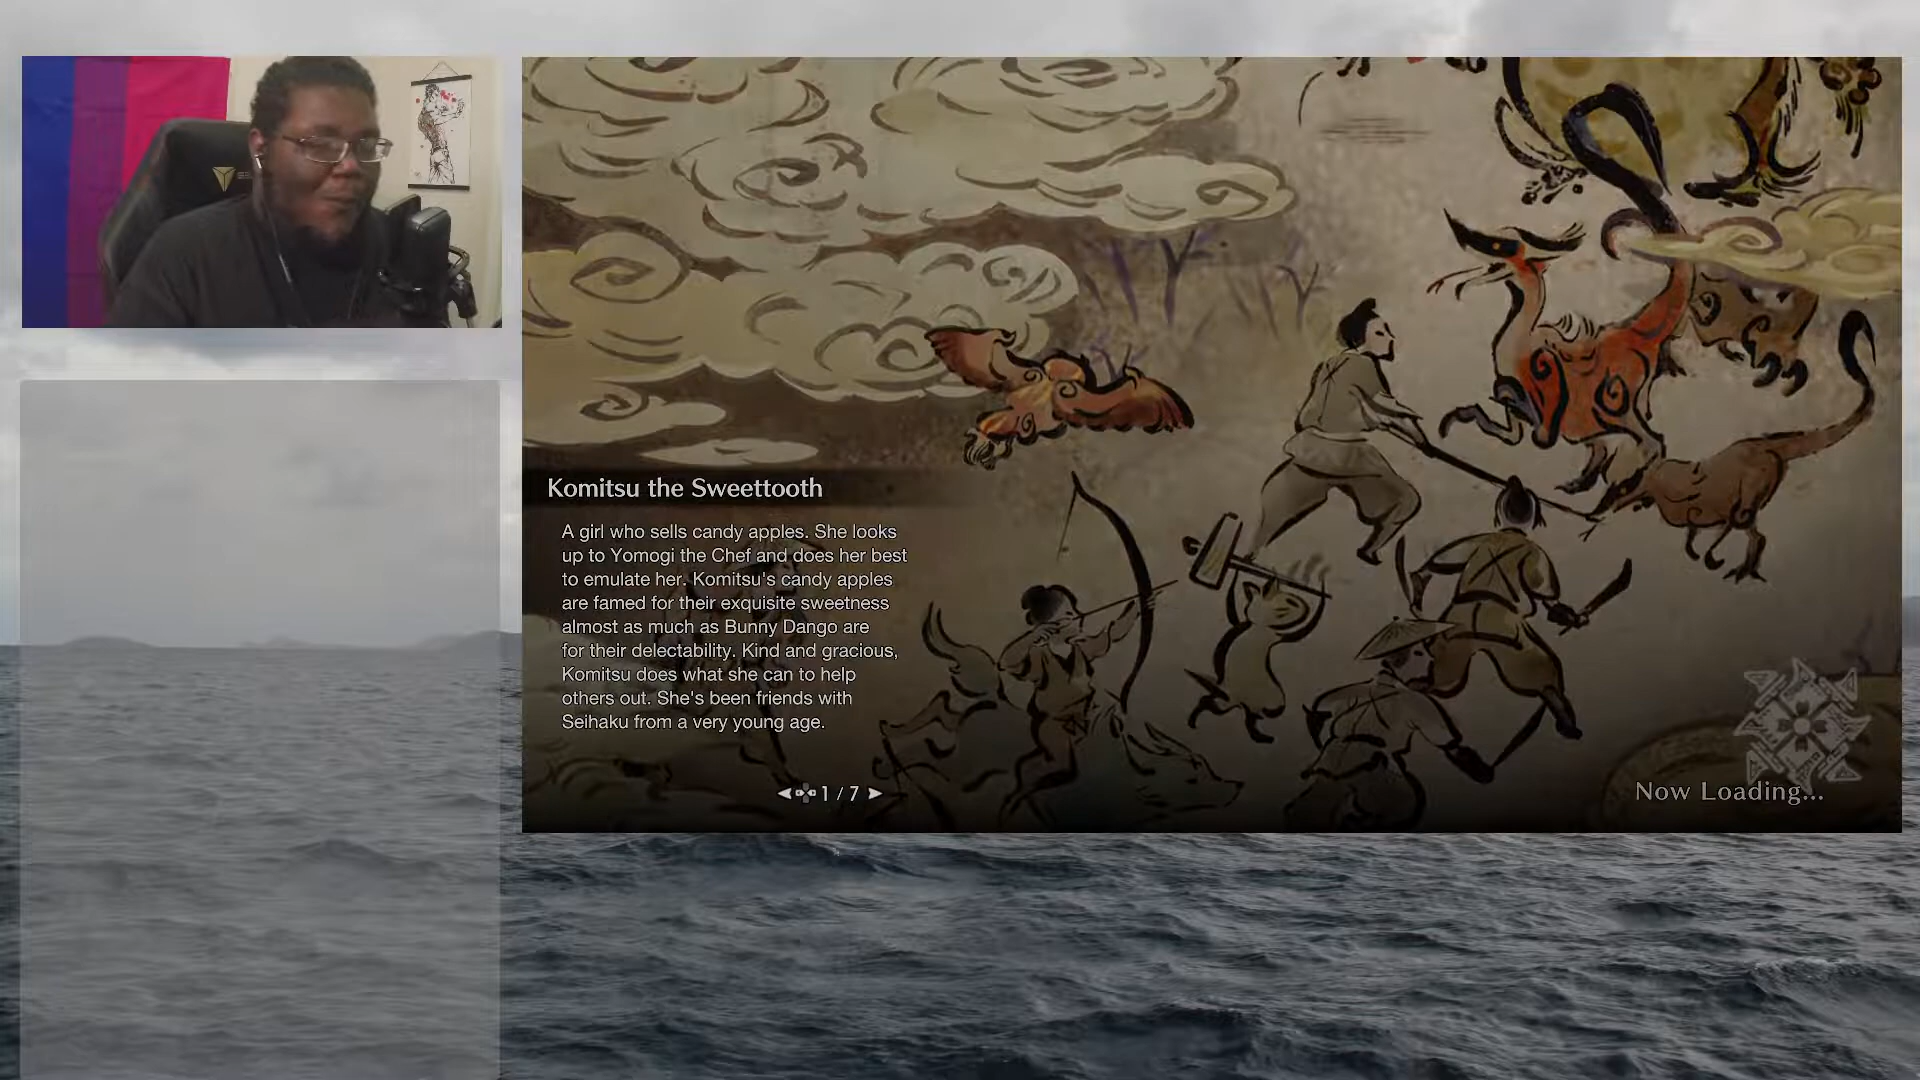 Komitsu the Sweettooth
A girl who sells candy apples. She looks
up to Yomogi the Chef and does her best
to emulate her. Komitsu's candy apples
are famed for their exquisite sweetness
almost as much as Bunny Dango are
for their delectability. Kind and gracious,
Komitsu does what she can to help
others out. She's been friends with
Seihaku from a very young age.
1 / 7
Now Loading...